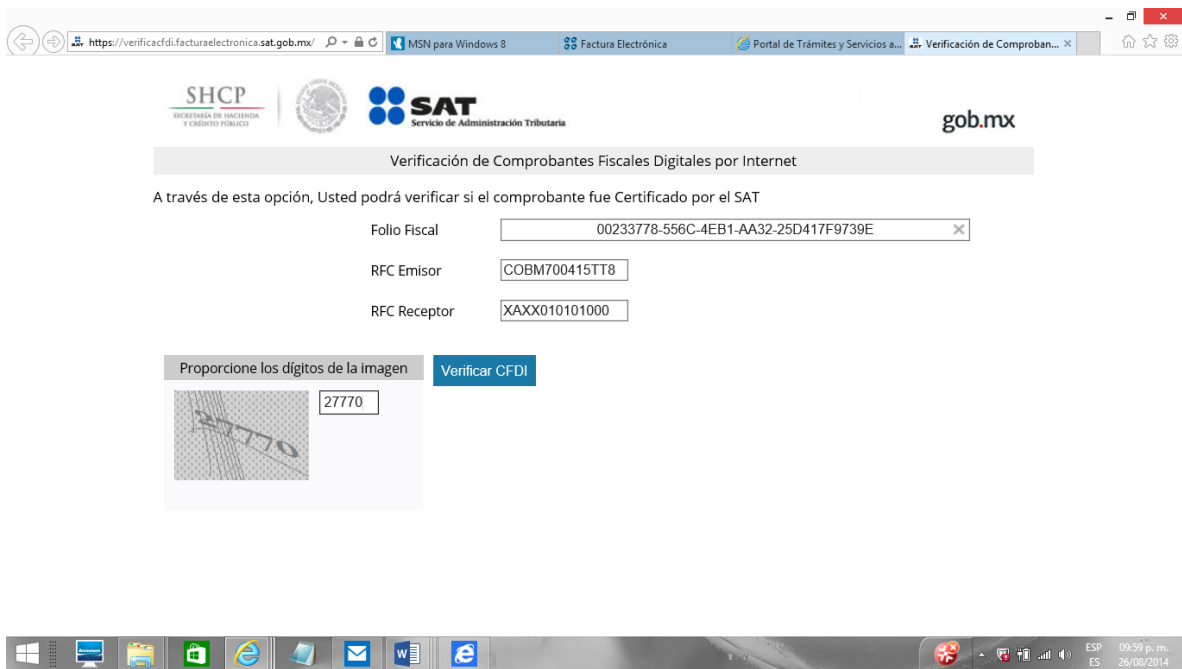 https://verificacfdi.facturaelectronica.sat.gob.mx/
MSN para Windows 8
Factura Electrónica
Portal de Trámites y Servicios a...
Verificación de Comproban...
SHCP
SECRETARÍA DE HACIENDA
Y CRÉDITO PÚBLICO
SAT
Servicio de Administración Tributaria
gob.mx
Verificación de Comprobantes Fiscales Digitales por Internet
A través de esta opción, Usted podrá verificar si el comprobante fue Certificado por el SAT
Folio Fiscal
00233778-556C-4EB1-AA32-25D417F9739E
RFC Emisor
COBM700415TT8
RFC Receptor
XAXX010101000
Proporcione los dígitos de la imagen
Verificar CFDI
27770
27770
ESP
ES
09:59 p. m.
26/08/2014